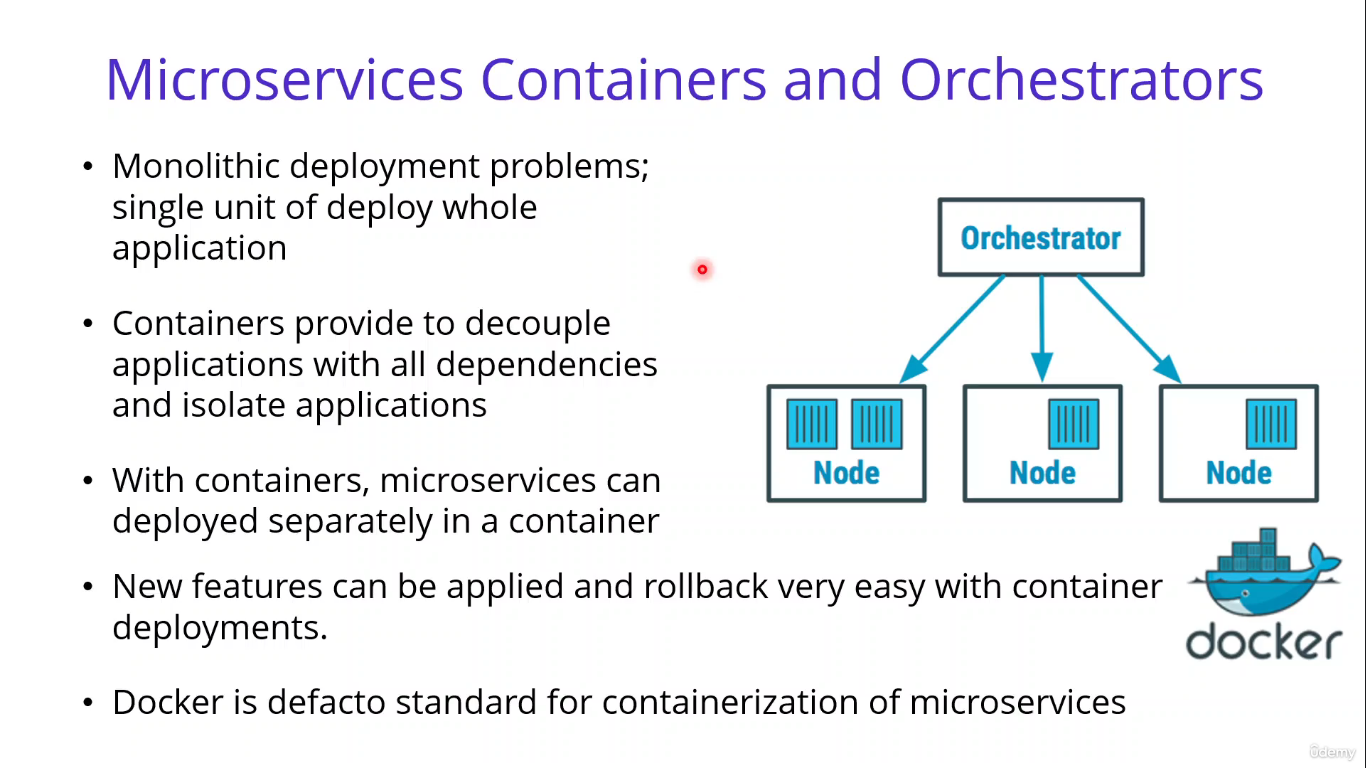 Microservices Containers and Orchestrators
• Monolithic deployment problems;
single unit of deploy whole
application
• Containers provide to decouple
applications with all dependencies
and isolate applications
• With containers, microservices can
deployed separately in a container
• New features can be applied and rollback very easy with container
deployments.
• Docker is defacto standard for containerization of microservices
Orchestrator
Node
Node
Node
docker
ûdemy